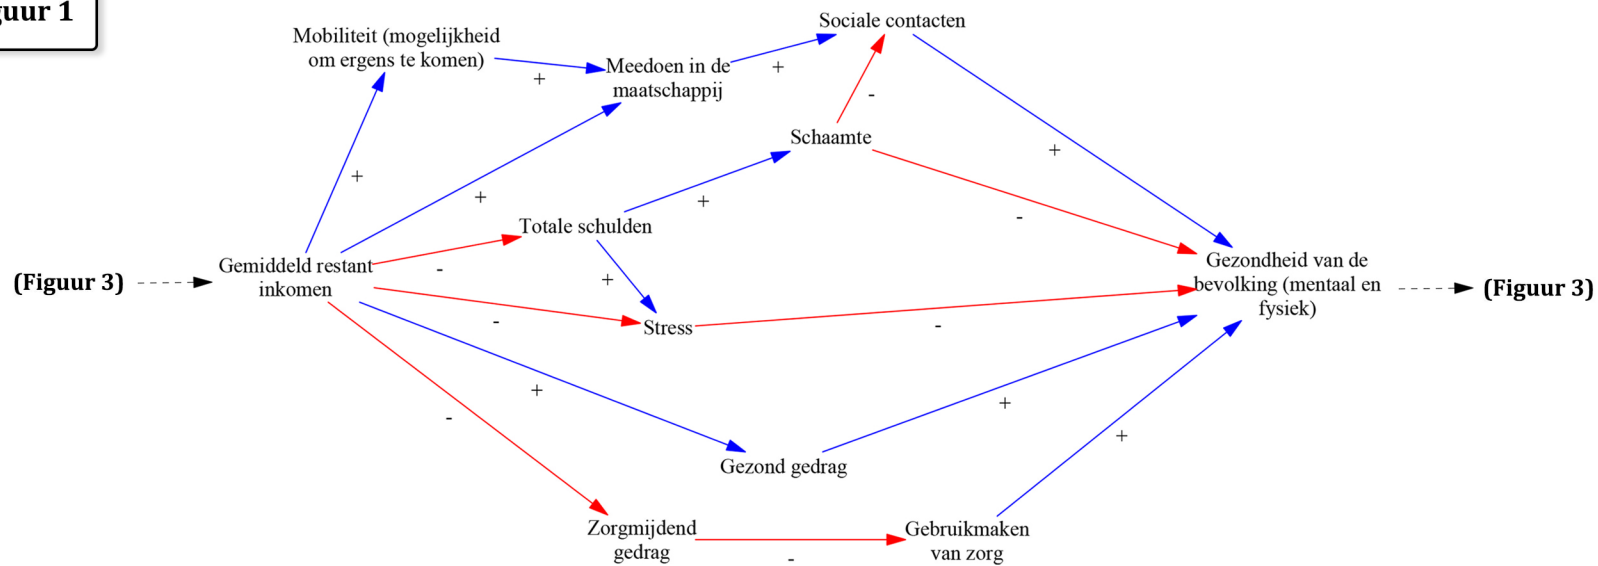 guur 1
Sociale contacten
Mobiliteit (mogelijkheid
om ergens te komen)
+
Meedoen in de
maatschappij
+
-
Schaamte
+
+
+
+
-
Totale schulden
-
+
Gemiddeld restant
inkomen
(Figuur 3)
Gezondheid van de
bevolking (mentaal en
fysiek)
(Figuur 3)
-
Stress
-
+
-
+
+
Gezond gedrag
Zorgmijdend
gedrag
-
Gebruikmaken
van zorg